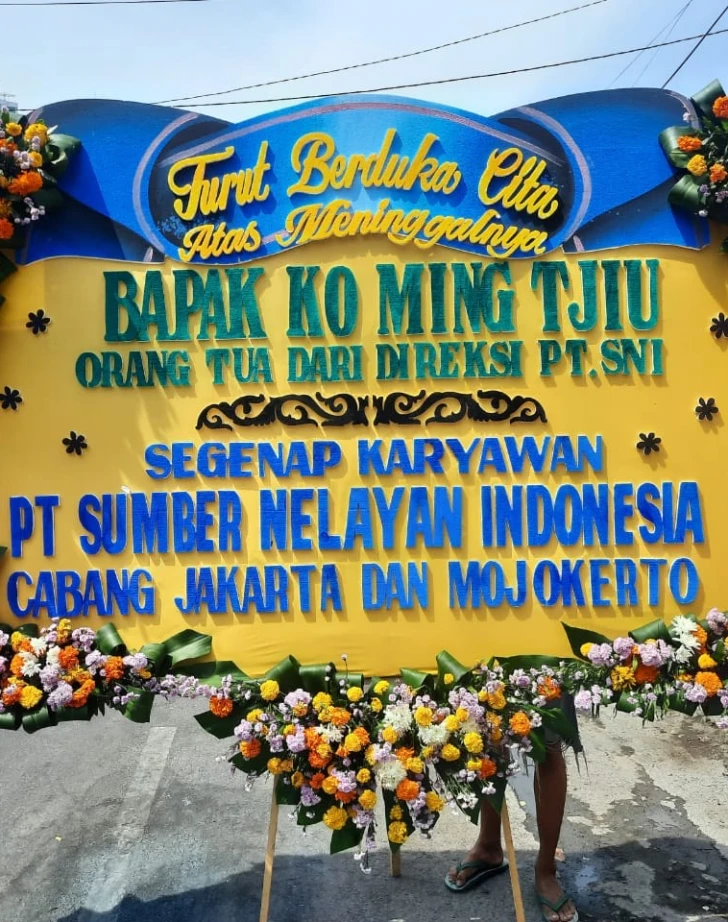 Turut Berduka Cita
Atas Meninggalnya
BAPAK KO MING TJIU
ORANG TUA DARI DIREKSI PT.SNI
SEGENAP KARYAWAN
PT SUMBER NELAYAN INDONESIA
CABANG JAKARTA DAN MOJOKERTO